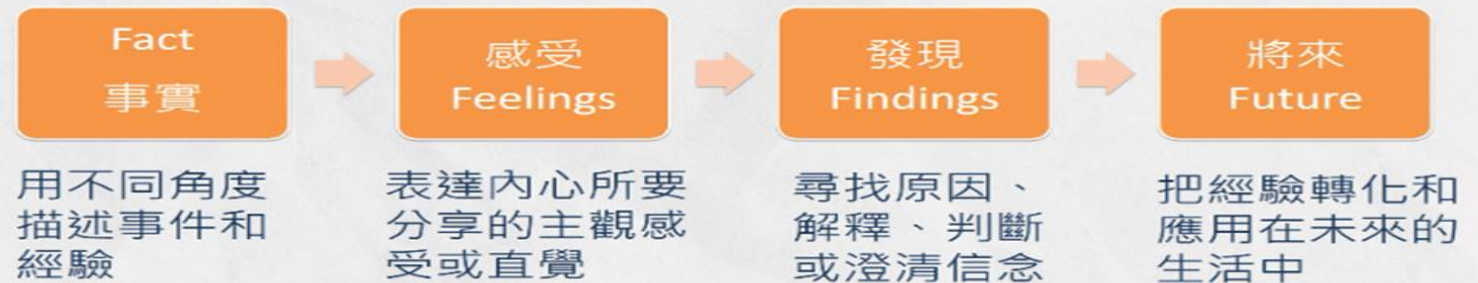 Fact
事實
用不同角度
描述事件和
經驗
感受
Feelings
表達內心所要
分享的主觀感
受或直覺
發現
Findings
尋找原因、
解釋、判斷
或澄清信念
將來
Future
把經驗轉化和
應用在未來的
生活中